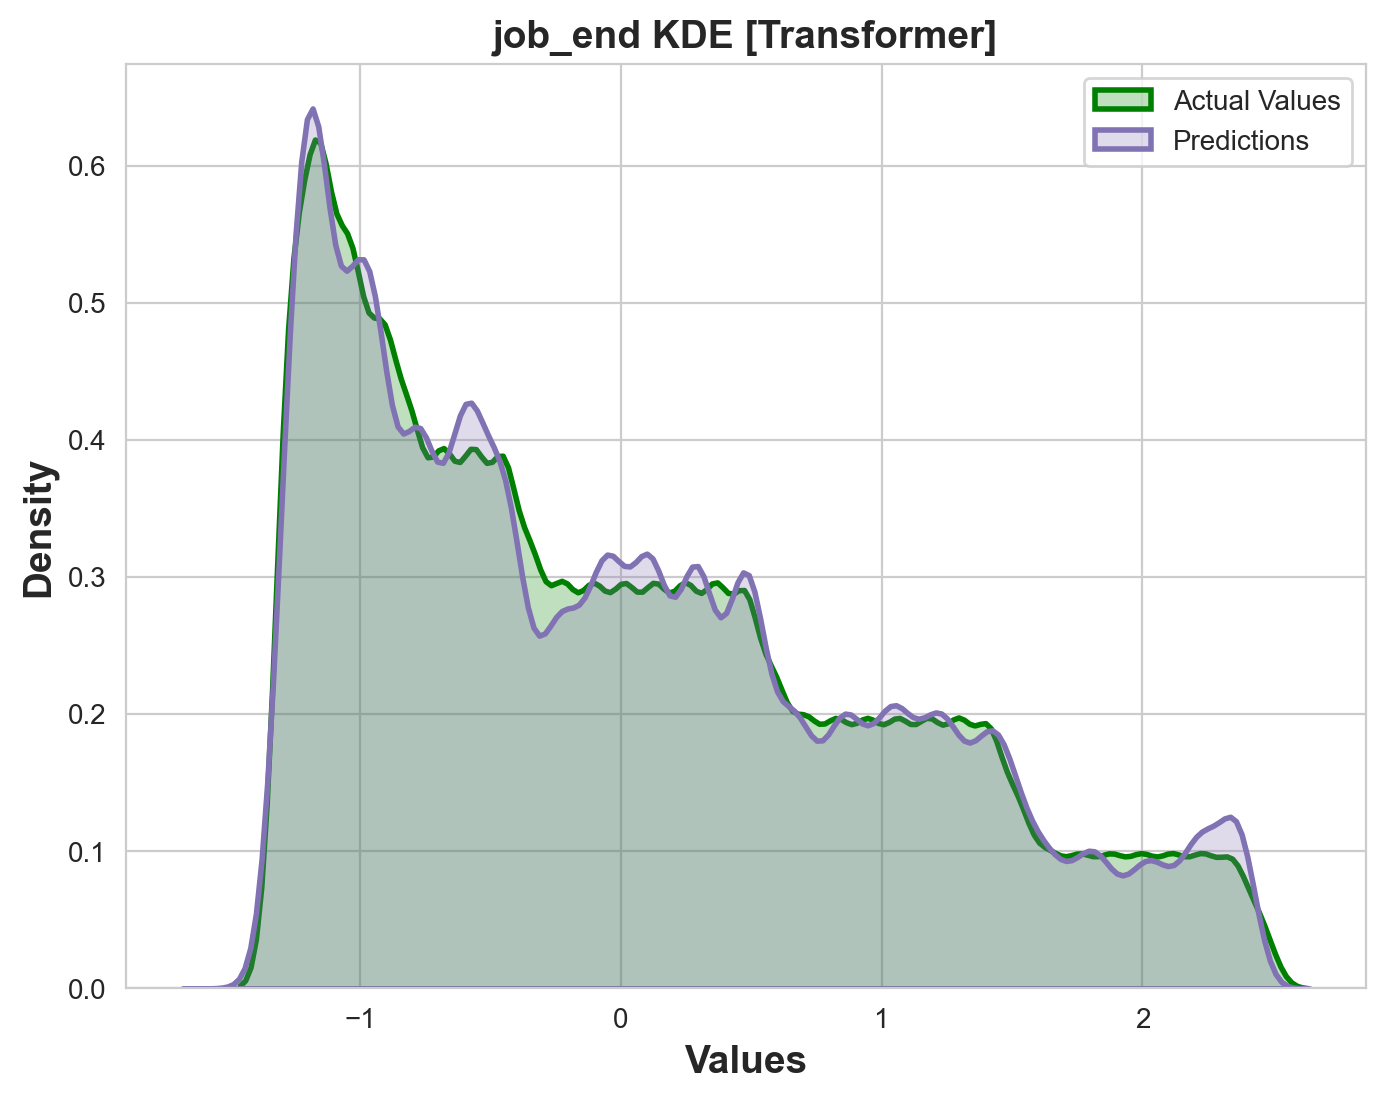 job_end KDE [Transformer]
Actual Values
Predictions
Density
0.6
0.5
0.4
0.3
0.2
0.1
0.0
−1
0
1
2
Values